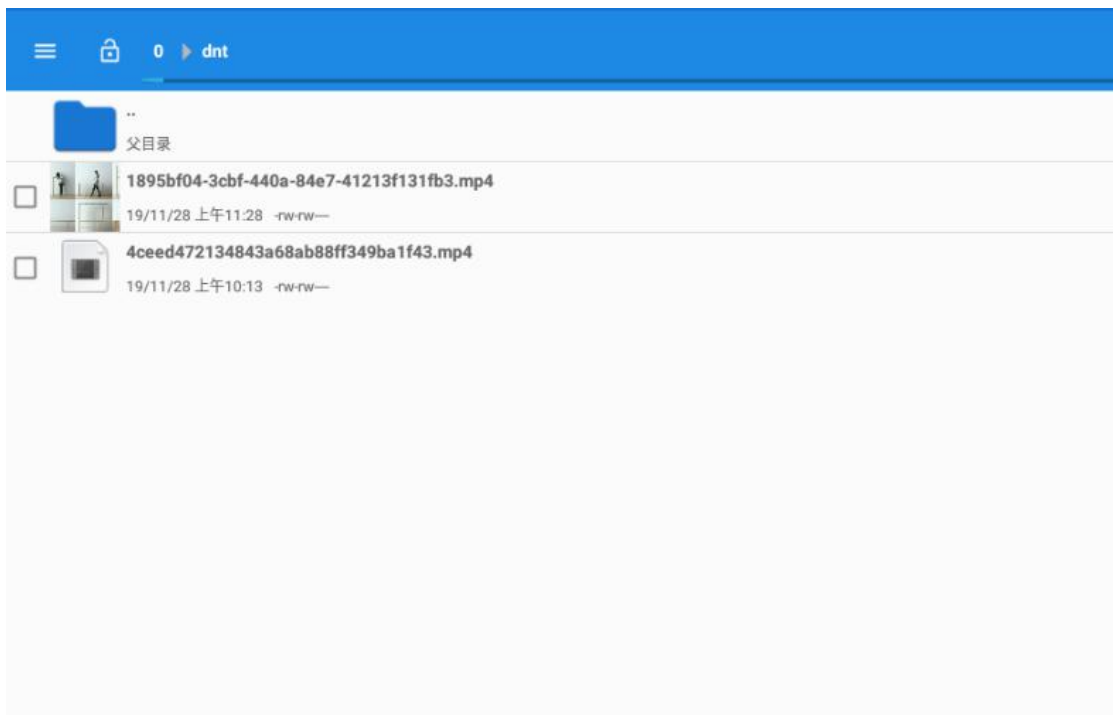 0 dnt
..
父目录
1895bf04-3cbf-440a-84e7-41213f131fb3.mp4
19/11/28 上午11:28 -rw-rw----
4ceed472134843a68ab88ff349ba1f43.mp4
19/11/28 上午10:13 -rw-rw----